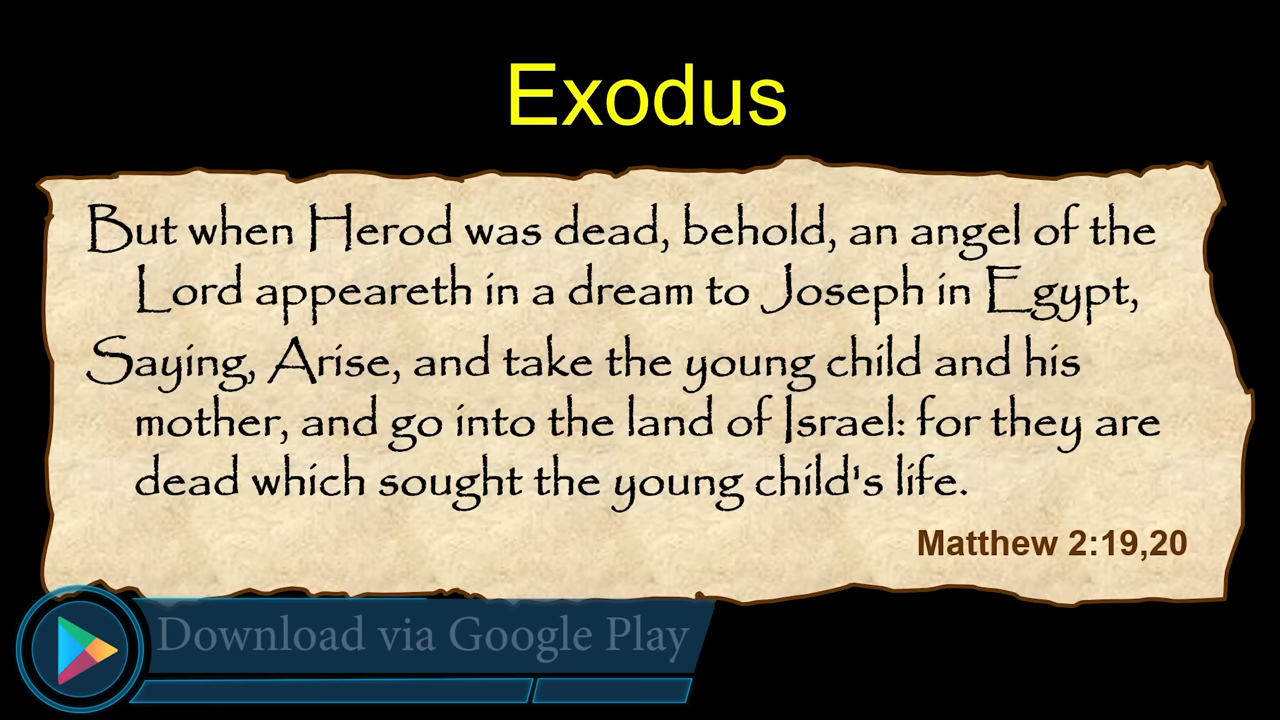 Exodus
But when Herod was dead, behold, an angel of the
Lord appeareth in a dream to Joseph in Egypt,
Saying, Arise, and take the young child and his
mother, and go into the land of Israel: for they are
dead which sought the young child's life.
Matthew 2:19,20
Download via Google Play